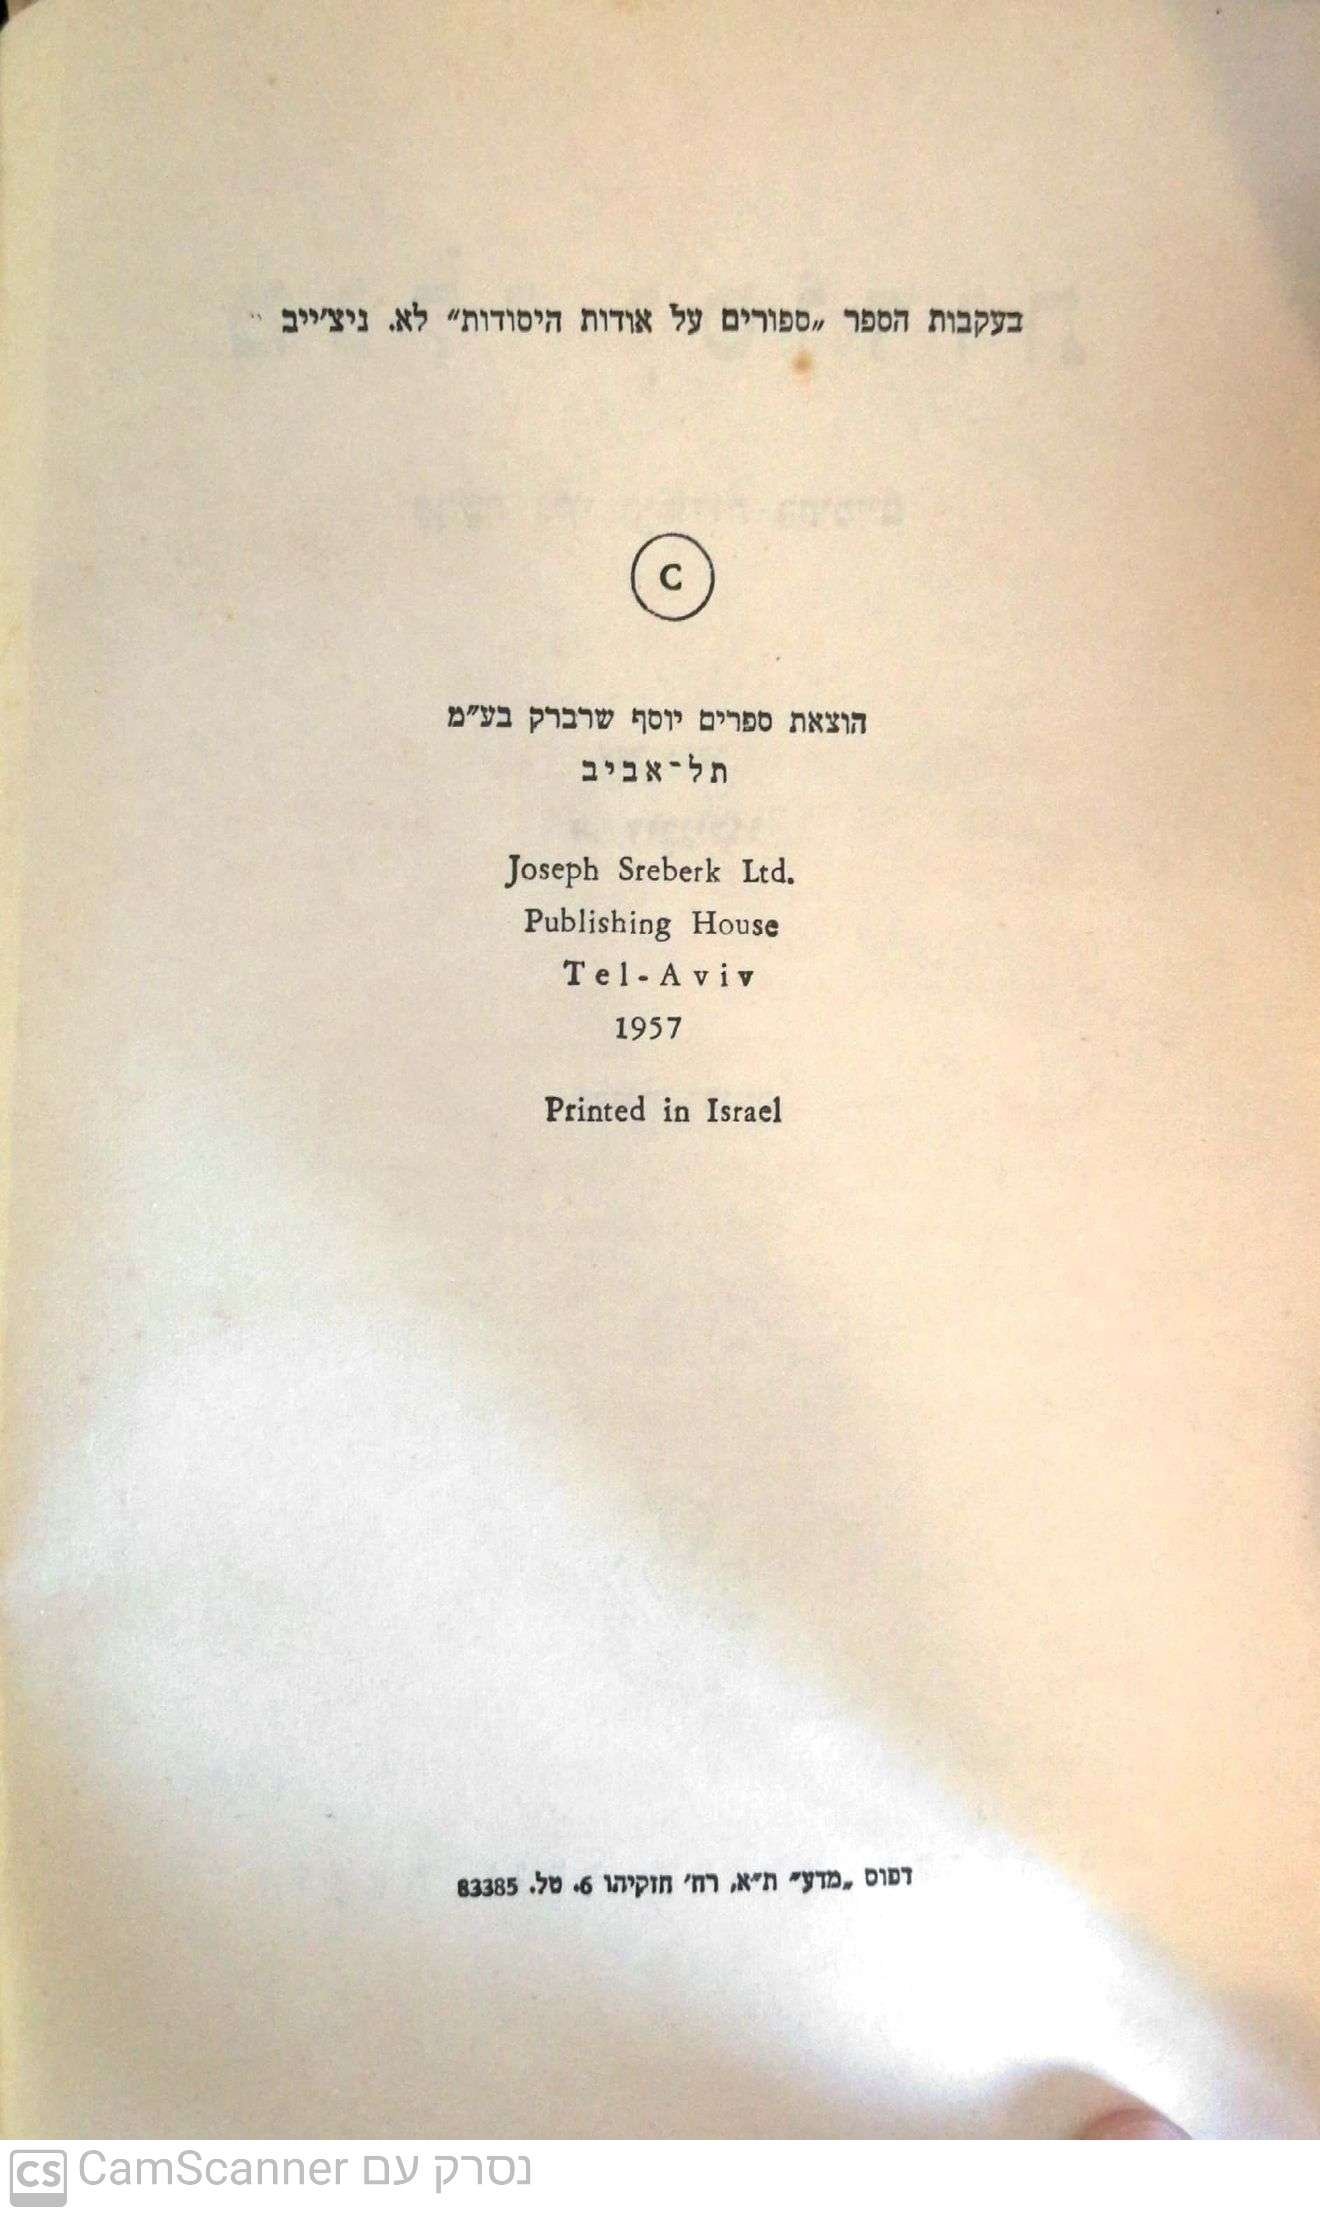 בעקבות הספר „ספורים על אודות היסודות״ לא. ניצ׳ייב
C
הוצאת ספרים יוסף שרברק בע״מ
תל־אביב
Joseph Sreberk Ltd.
Publishing House
Tel-Aviv
1957
Printed in Israel
דפוס „מדע״ ת״א, רח׳ חזקיהו 6. טל. 83385
CS נסרק עם CamScanner